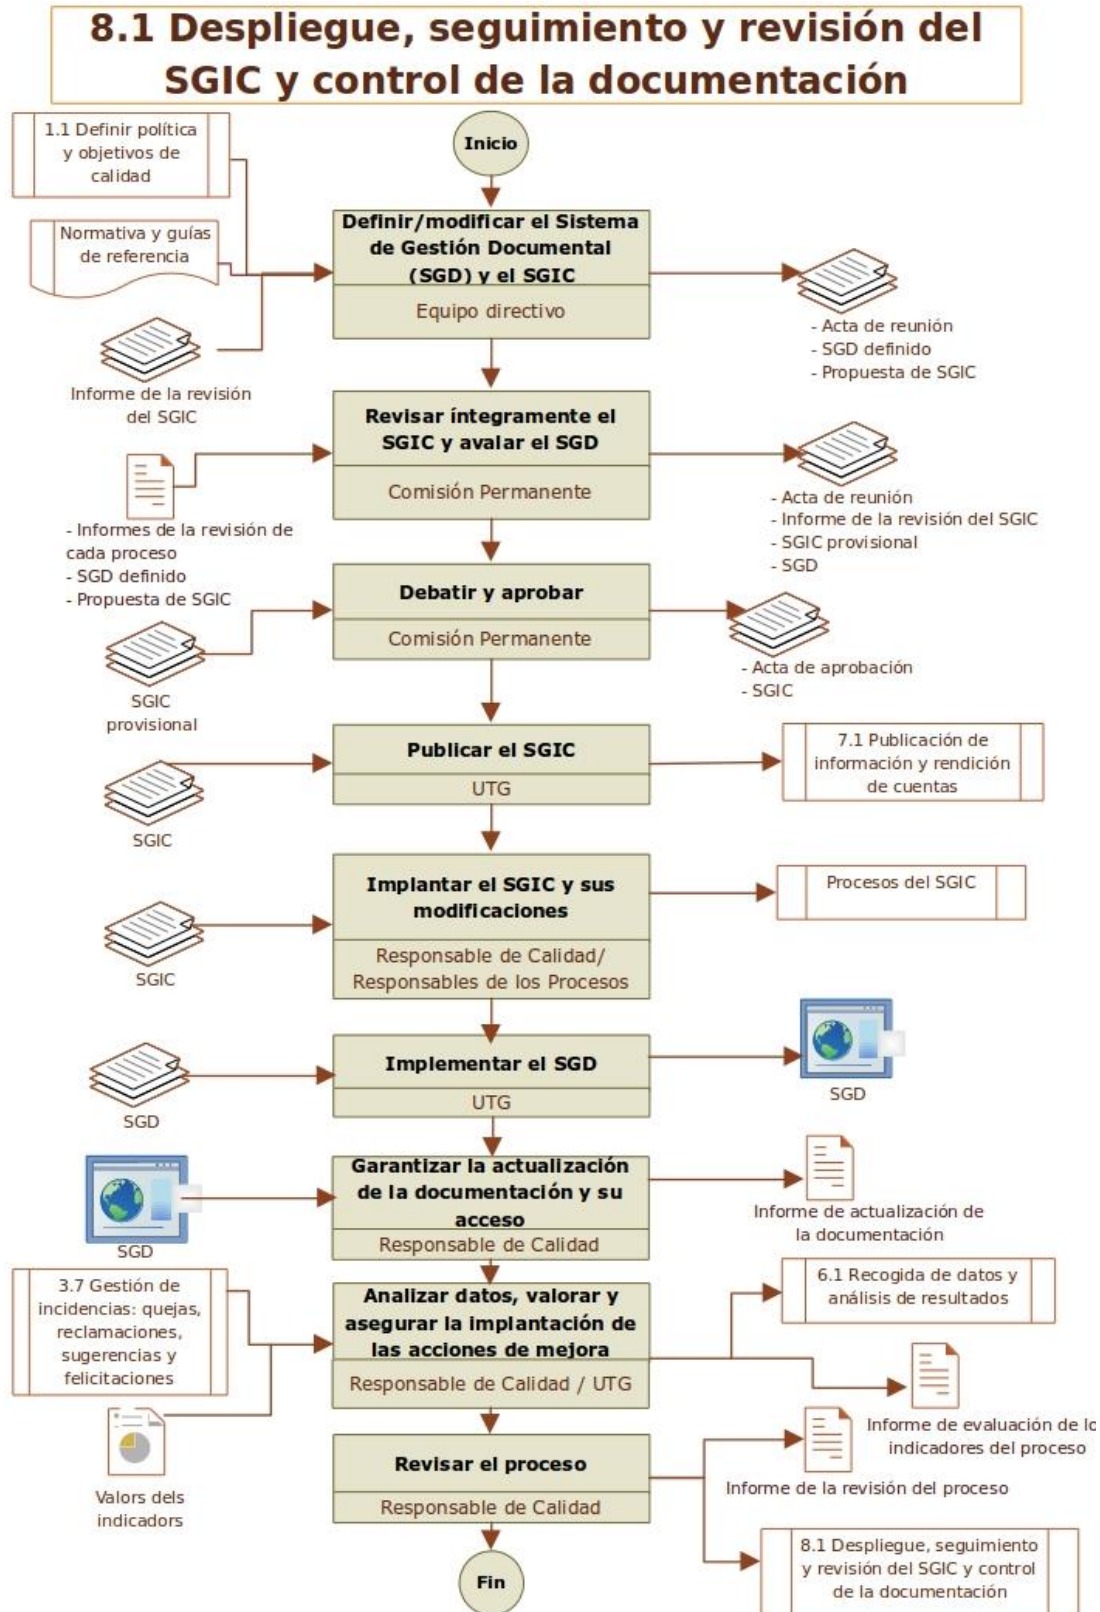 8.1 Despliegue, seguimiento y revisión del
SGIC y control de la documentación
Inicio
1.1 Definir política
y objetivos de
calidad
Normativa y guías
de referencia
Informe de la revisión
del SGIC
Definir/modificar el Sistema
de Gestión Documental
(SGD) y el SGIC
Equipo directivo
- Acta de reunión
- SGD definido
- Propuesta de SGIC
- Informes de la revisión de
cada proceso
- SGD definido
- Propuesta de SGIC
Revisar íntegramente el
SGIC y avalar el SGD
Comisión Permanente
- Acta de reunión
- Informe de la revisión del SGIC
- SGIC provisional
- SGD
SGIC
provisional
Debatir y aprobar
Comisión Permanente
- Acta de aprobación
- SGIC
SGIC
Publicar el SGIC
UTG
7.1 Publicación de
información y rendición
de cuentas
SGIC
Implantar el SGIC y sus
modificaciones
Responsable de Calidad/
Responsables de los Procesos
Procesos del SGIC
SGD
Implementar el SGD
UTG
SGD
SGD
Garantizar la actualización
de la documentación y su
acceso
Responsable de Calidad
Informe de actualización de
la documentación
3.7 Gestión de
incidencias: quejas,
reclamaciones,
sugerencias y
felicitaciones
Valors dels
indicadors
Analizar datos, valorar y
asegurar la implantación de
las acciones de mejora
Responsable de Calidad / UTG
6.1 Recogida de datos y
análisis de resultados
Informe de evaluación de lo
indicadores del proceso
Revisar el proceso
Responsable de Calidad
Informe de la revisión del proceso
8.1 Despliegue, seguimiento
y revisión del SGIC y control
de la documentación
Fin